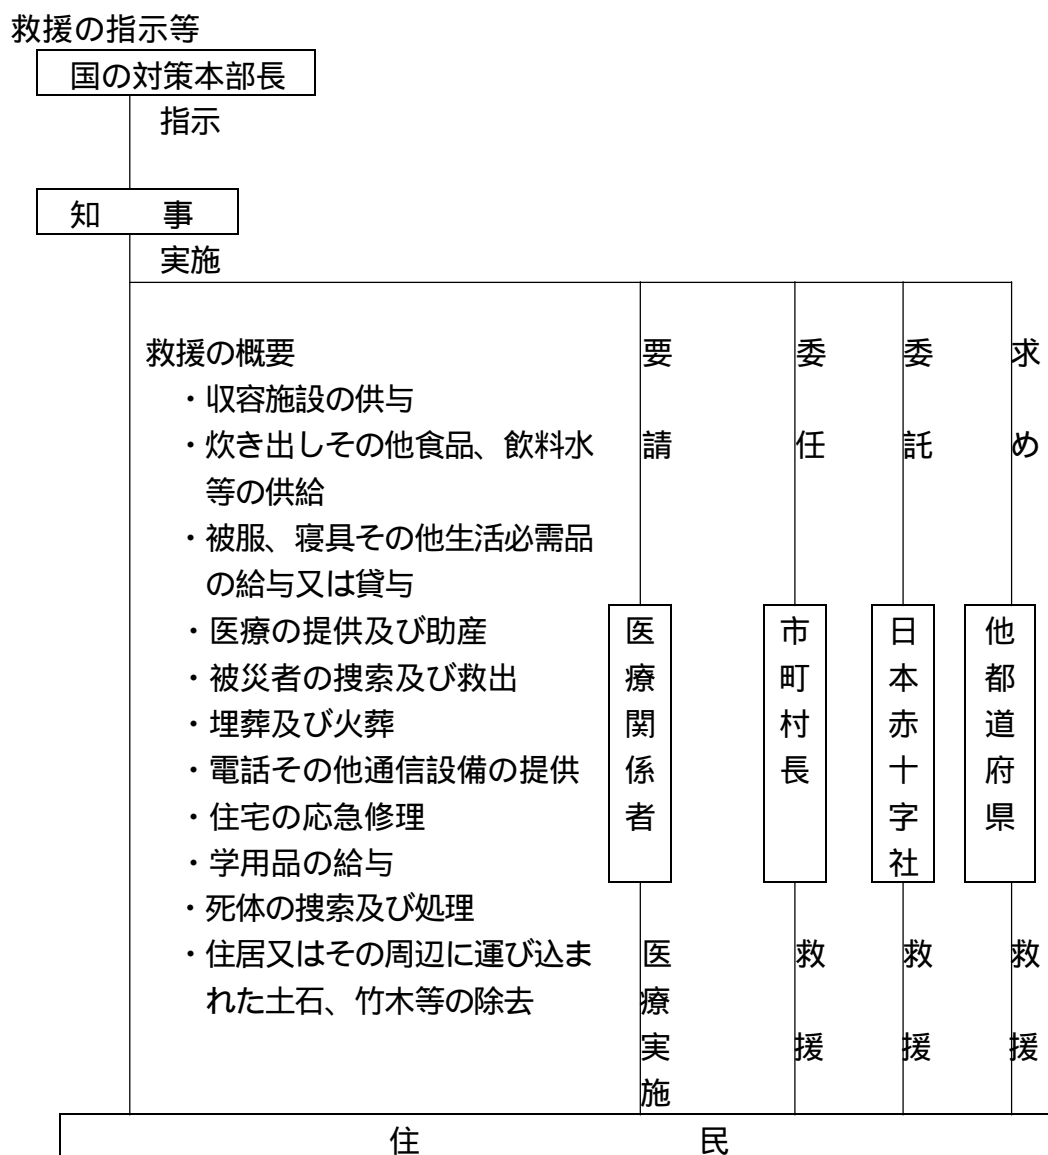 救援の指示等
国の対策本部長
指示
知　事
実施
救援の概要
・収容施設の供与
・炊き出しその他食品、飲料水
等の供給
・被服、寝具その他生活必需品
の給与又は貸与
・医療の提供及び助産
・被災者の捜索及び救出
・埋葬及び火葬
・電話その他通信設備の提供
・住宅の応急修理
・学用品の給与
・死体の捜索及び処理
・住居又はその周辺に運び込ま
れた土石、竹木等の除去
要請
医療関係者
医療実施
委任
市町村長
救援
委託
日本赤十字社
救援
求め
他都道府県
救援
住　民